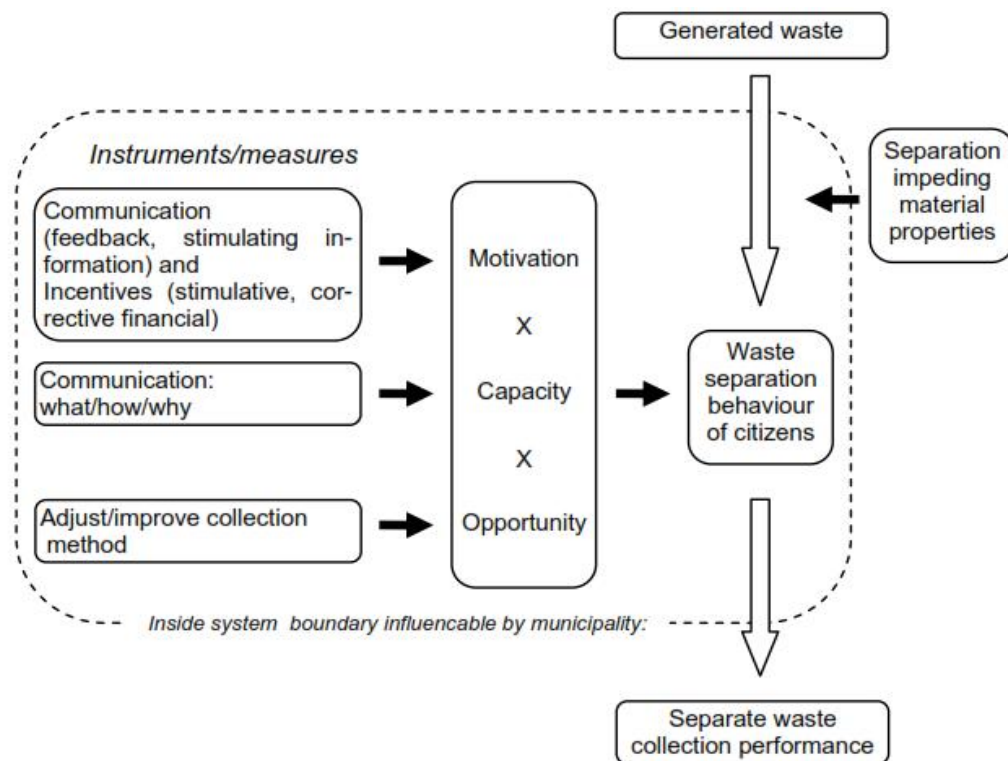 Generated waste
Instruments/measures
Separation
impeding
material
properties
Communication
(feedback, stimulating in-
formation) and
Incentives (stimulative, cor-
rective financial)
Motivation
X
Communication:
what/how/why
Capacity
Waste
separation
behaviour
of citizens
X
Adjust/improve collection
method
Opportunity
Inside system boundary influencable by municipality:
Separate waste
collection performance